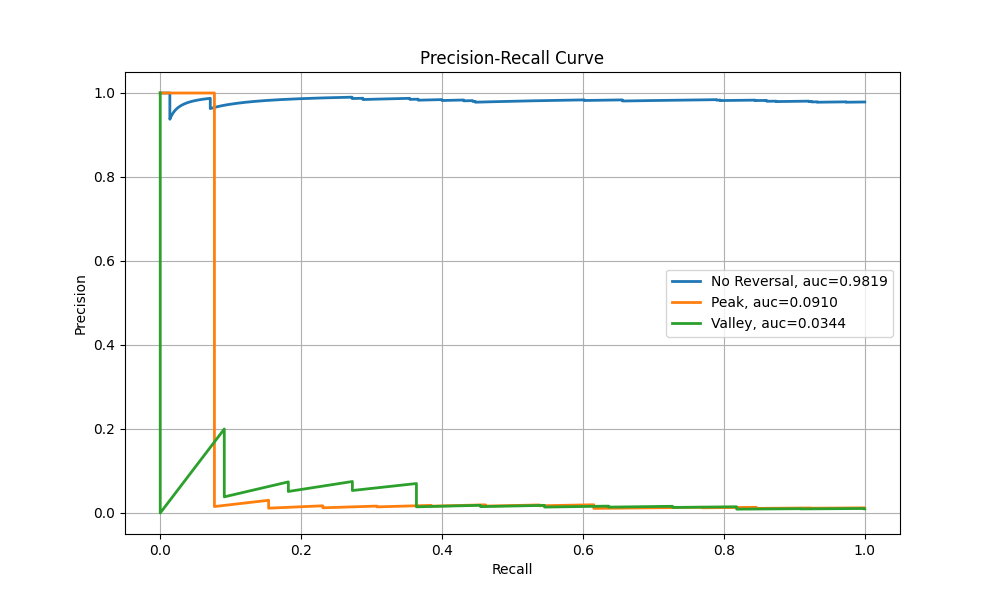 Precision-Recall Curve
Precision
1.0
0.8
0.6
0.4
0.2
0.0
No Reversal, auc=0.9819
Peak, auc=0.0910
Valley, auc=0.0344
0.0 0.2 0.4 0.6 0.8 1.0
Recall